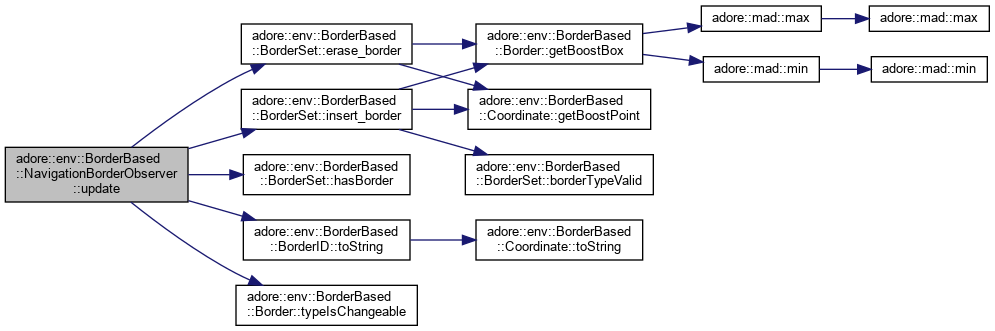 adore::env::BorderBased
::NavigationBorderObserver
::update
adore::env::BorderBased
::BorderSet::erase_border
adore::env::BorderBased
::BorderSet::insert_border
adore::env::BorderBased
::BorderSet::hasBorder
adore::env::BorderBased
::BorderID::toString
adore::env::BorderBased
::Border::typeIsChangeable
adore::env::BorderBased
::Border::getBoostBox
adore::env::BorderBased
::Coordinate::getBoostPoint
adore::env::BorderBased
::BorderSet::borderTypeValid
adore::env::BorderBased
::Coordinate::toString
adore::mad::max
adore::mad::min
adore::mad::max
adore::mad::min